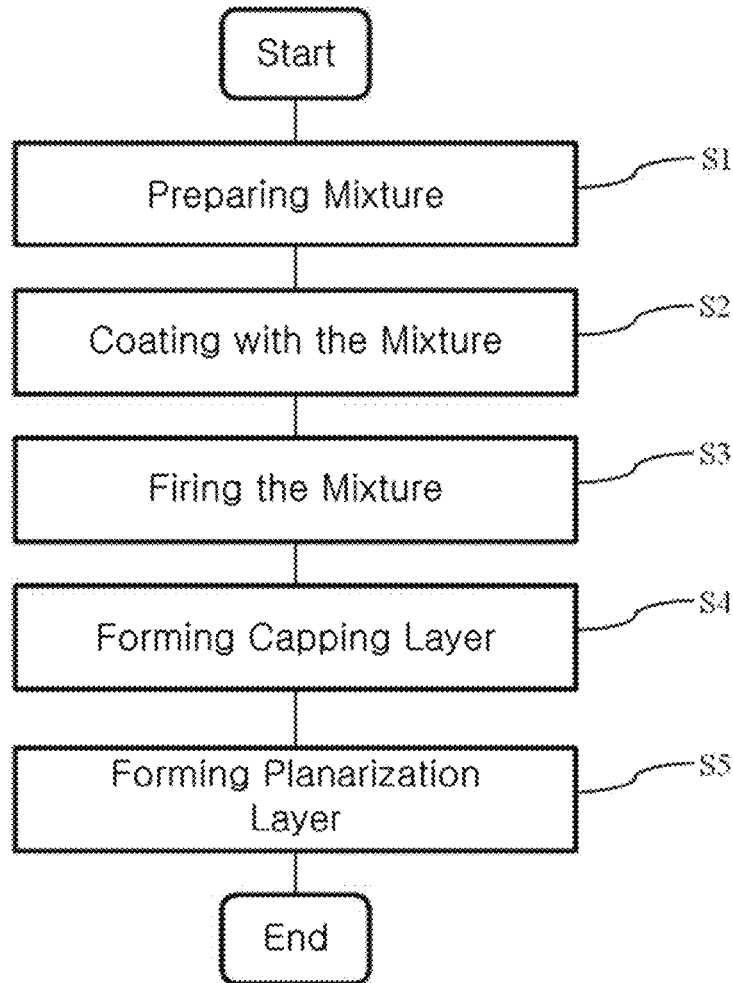 Start
Preparing Mixture
S1
Coating with the Mixture
S2
Firing the Mixture
S3
Forming Capping Layer
S4
Forming Planarization
Layer
S5
End